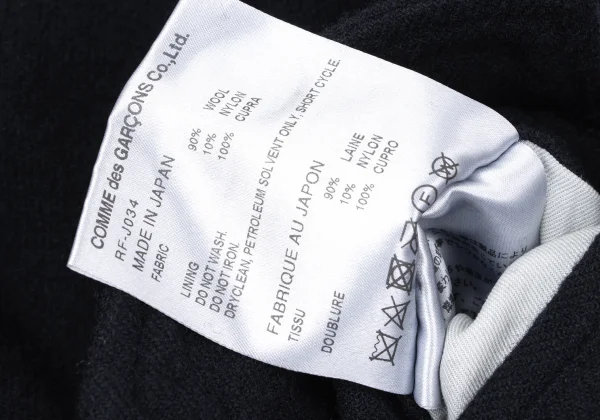 COMME des GARÇONS Co.,Ltd.
RF-J034
MADE IN JAPAN
FABRIC 90% WOOL
10% NYLON
LINING 100% CUPRA
DO NOT WASH.
DO NOT IRON.
DRYCLEAN, PETROLEUM SOLVENT ONLY, SHORT CYCLE.
FABRIQUE AU JAPON
TISSU 90% LAINE
10% NYLON
DOUBLURE 100% CUPRO
F